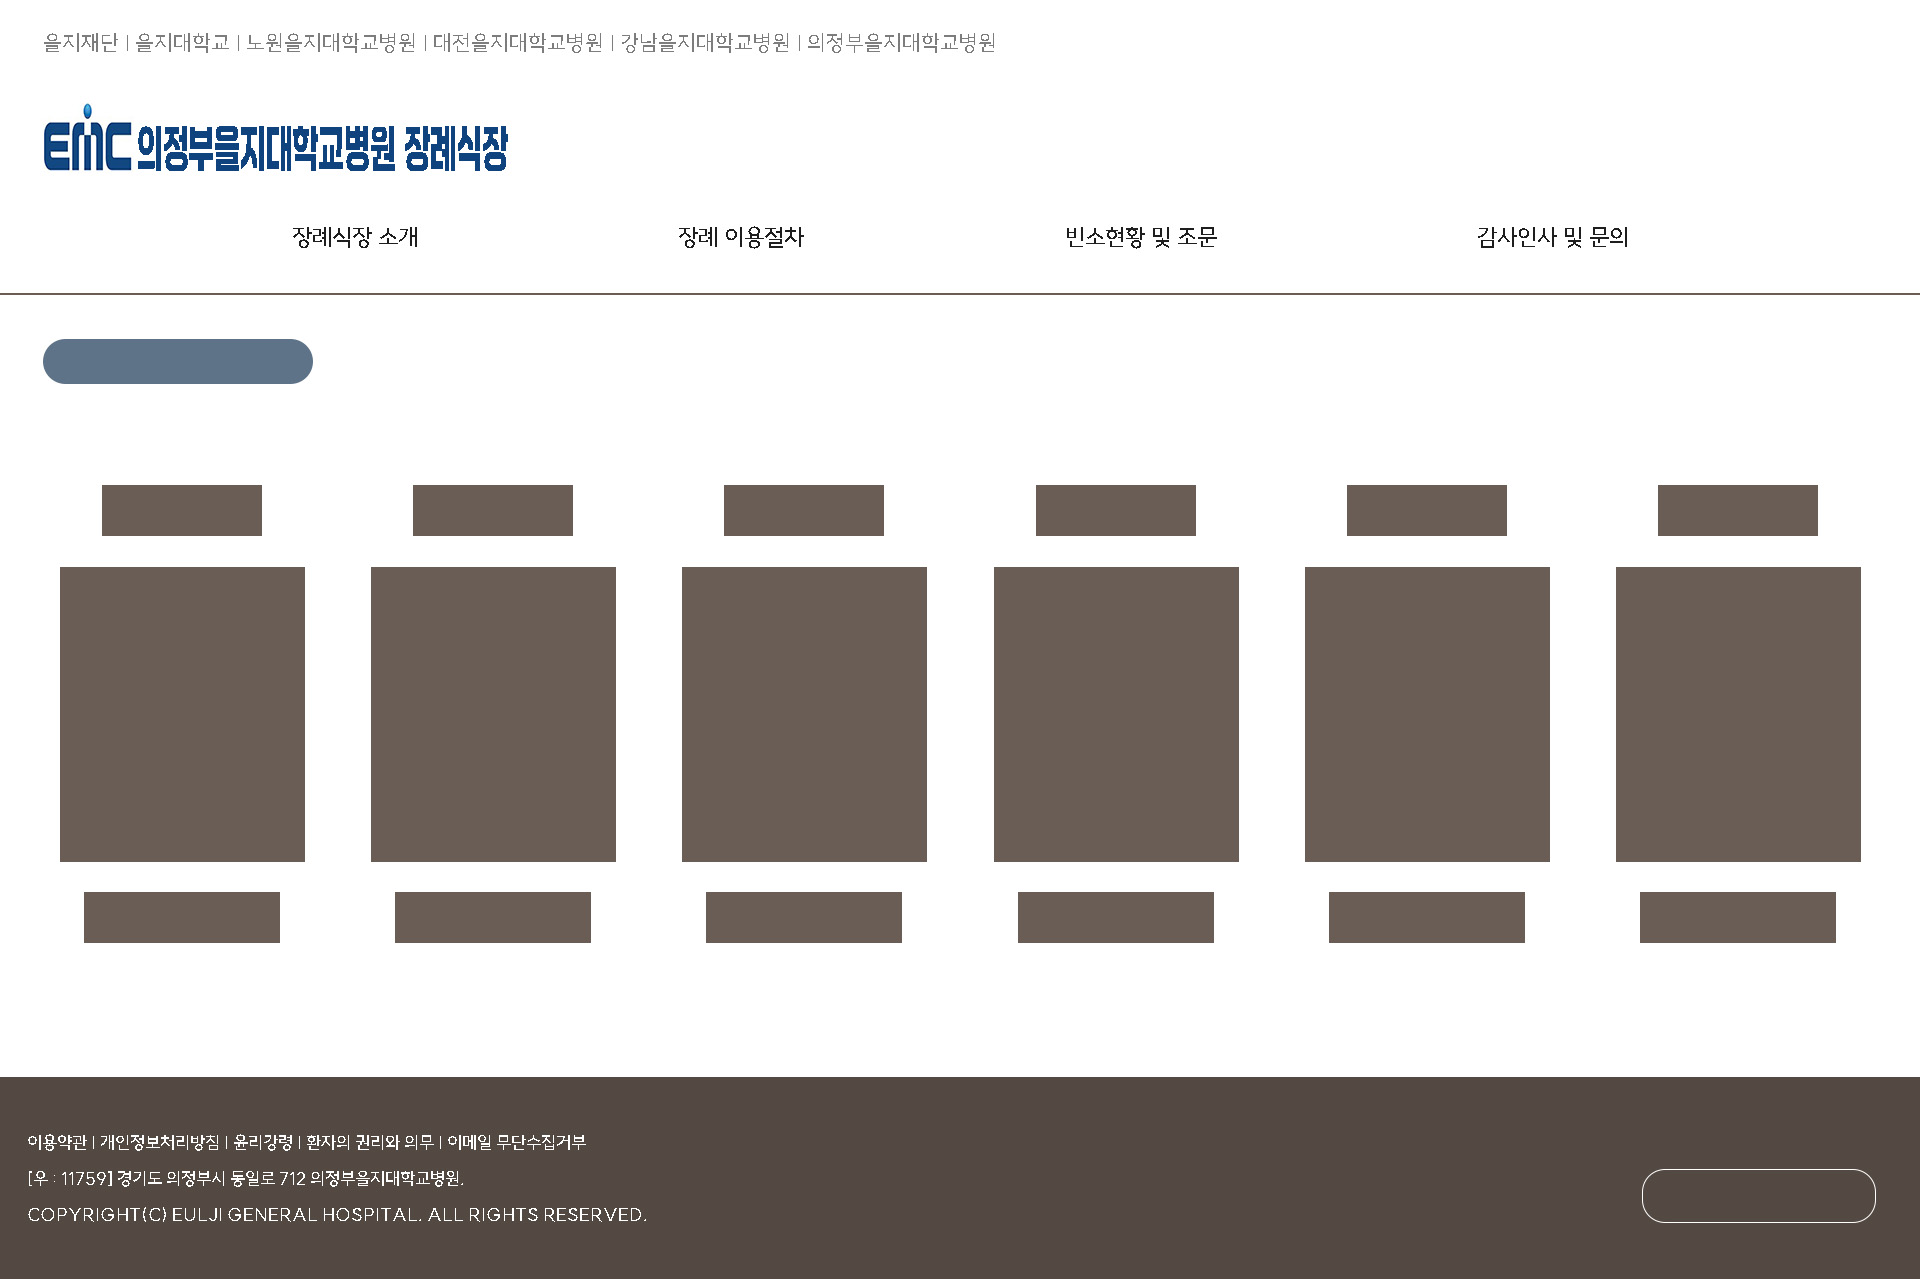 을지재단 | 을지대학교 | 노원을지대학교병원 | 대전을지대학교병원 | 강남을지대학교병원 | 의정부을지대학교병원
EMC 의정부을지대학교병원 장례식장
장례식장 소개 장례 이용절차 빈소현황 및 조문 감사인사 및 문의
이용약관 | 개인정보처리방침 | 윤리강령 | 환자의 권리와 의무 | 이메일 무단수집거부
[우 : 11759] 경기도 의정부시 동일로 712 의정부을지대학교병원.
COPYRIGHT(C) EULJI GENERAL HOSPITAL. ALL RIGHTS RESERVED.